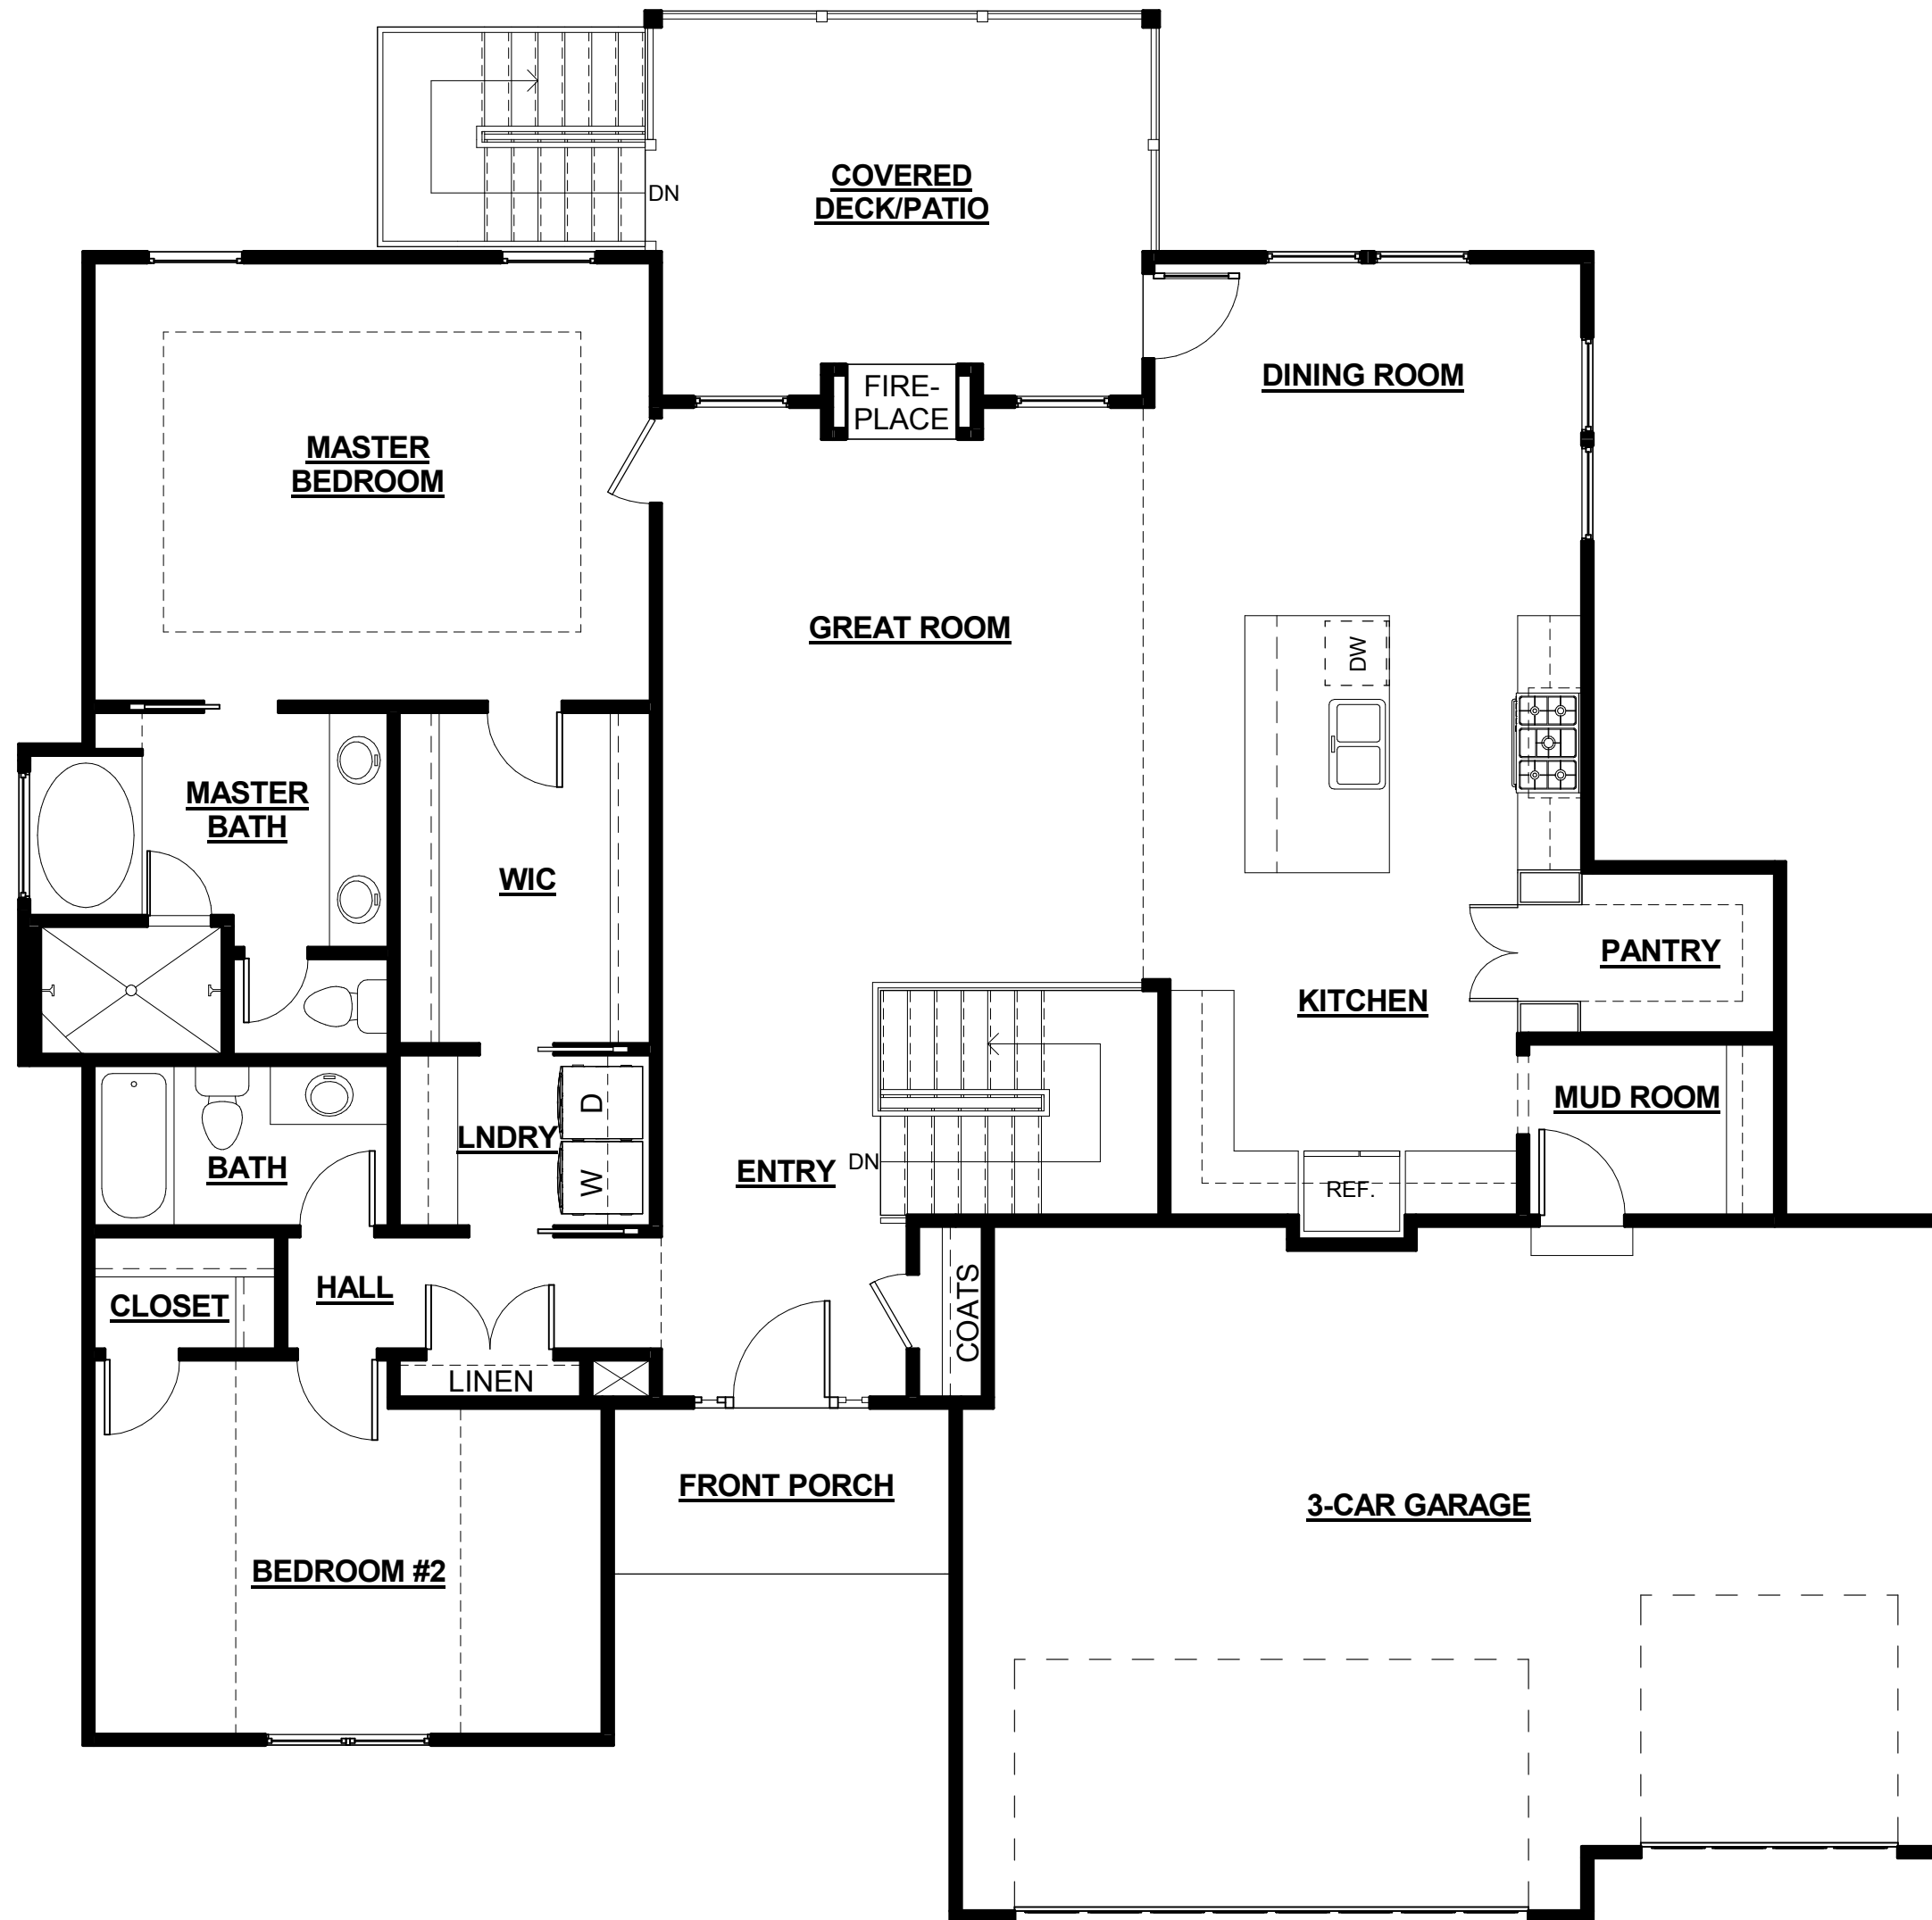 COVERED
DECK/PATIO
DN
FIRE-
PLACE
DINING ROOM
MASTER
BEDROOM
GREAT ROOM
DW
MASTER
BATH
WIC
PANTRY
KITCHEN
MUD ROOM
D
LNDRY
BATH
W
ENTRY
DN
REF.
HALL
CLOSET
COATS
LINEN
FRONT PORCH
3-CAR GARAGE
BEDROOM #2